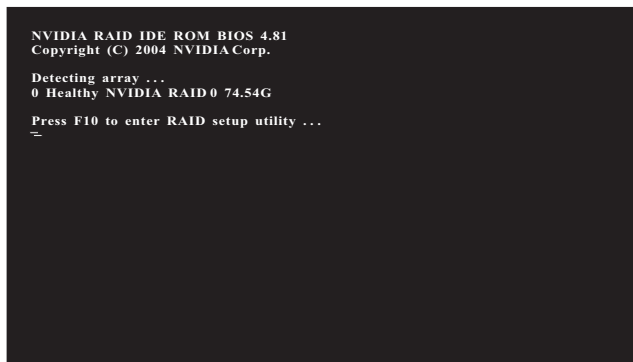 NVIDIA RAID IDE ROM BIOS 4.81
Copyright (C) 2004 NVIDIA Corp.
Detecting array ...
0 Healthy NVIDIA RAID 0 74.54G
Press F10 to enter RAID setup utility ...